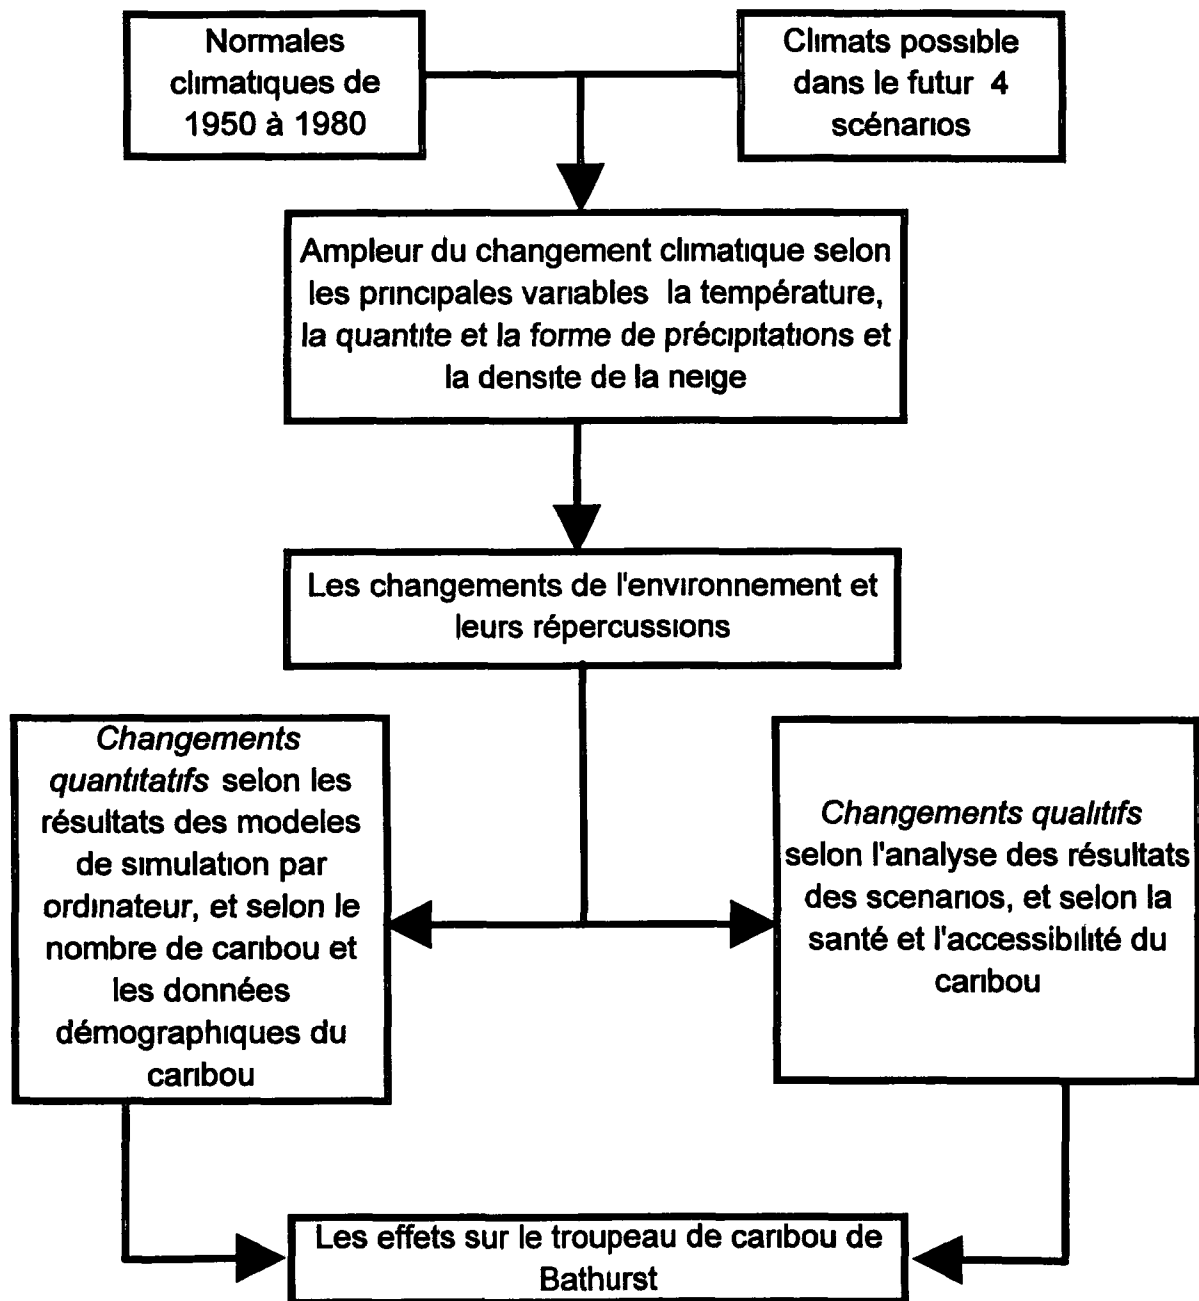 Normales
climatiques de
1950 à 1980
Climats possible
dans le futur 4
scénarios
Ampleur du changement climatique selon
les principales variables la température,
la quantite et la forme de précipitations et
la densite de la neige
Les changements de l'environnement et
leurs répercussions
Changements
quantitatifs selon les
résultats des modeles
de simulation par
ordinateur, et selon le
nombre de caribou et
les données
démographiques du
caribou
Changements qualitifs
selon l'analyse des résultats
des scenarios, et selon la
santé et l'accessibilité du
caribou
Les effets sur le troupeau de caribou de
Bathurst